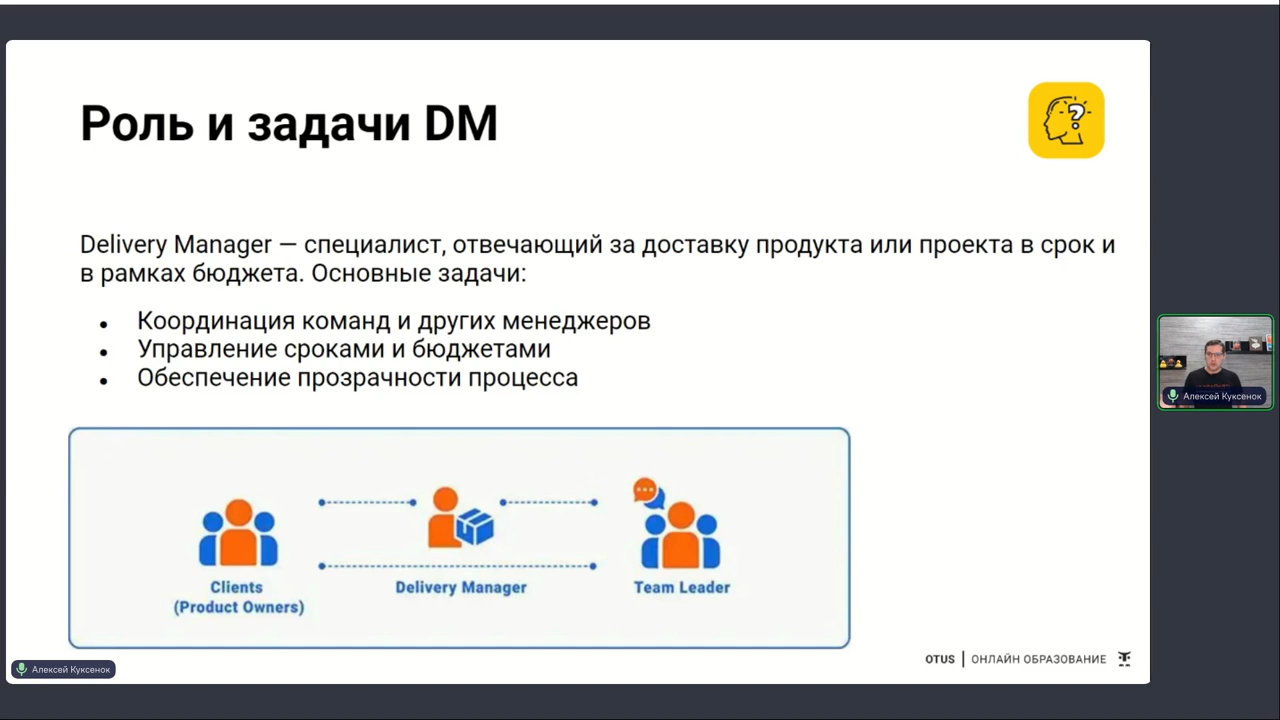 Роль и задачи DM
Delivery Manager — специалист, отвечающий за доставку продукта или проекта в срок и
в рамках бюджета. Основные задачи:
● Координация команд и других менеджеров
● Управление сроками и бюджетами
● Обеспечение прозрачности процесса
Clients
(Product Owners)
Delivery Manager
Team Leader
OTUS | ОНЛАЙН ОБРАЗОВАНИЕ
Алексей Куксенок
Алексей Куксенок